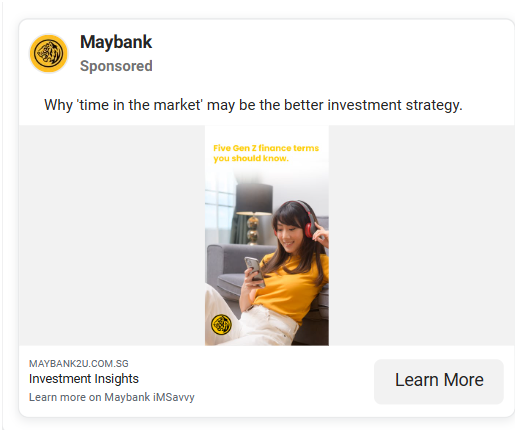 Maybank
Sponsored
Why 'time in the market' may be the better investment strategy.
Five Gen Z finance terms
you should know.
MAYBANK2U.COM.SG
Investment Insights
Learn more on Maybank iMSavvy
Learn More